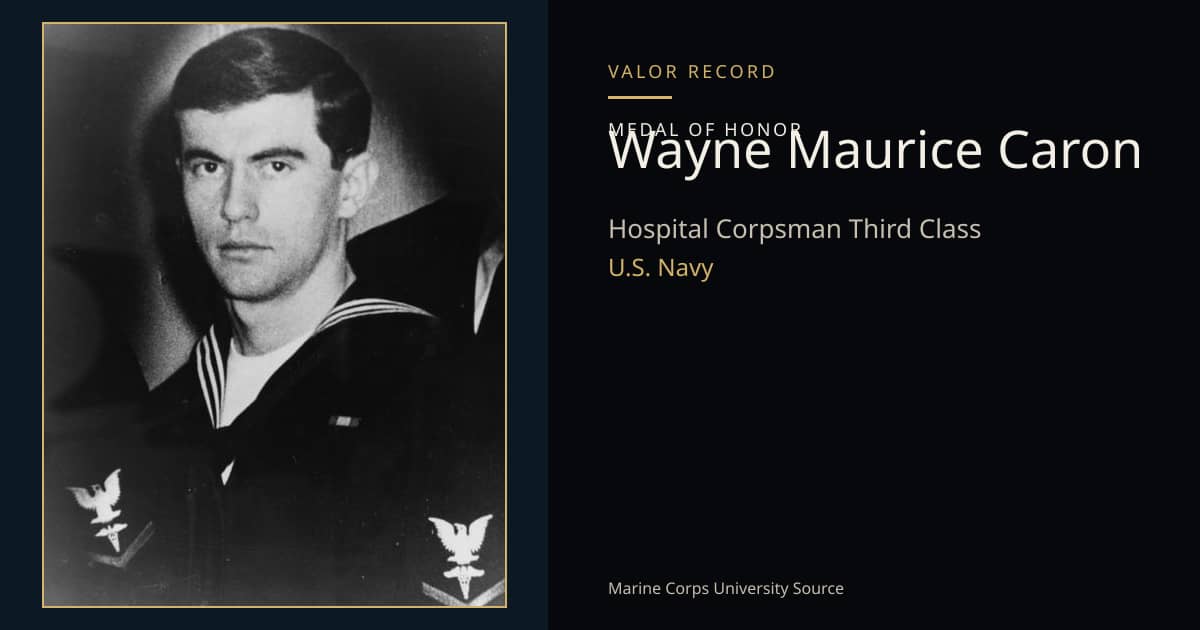 VALOR RECORD
MEDAL OF HONOR
Wayne Maurice Caron
Hospital Corpsman Third Class
U.S. Navy
Marine Corps University Source